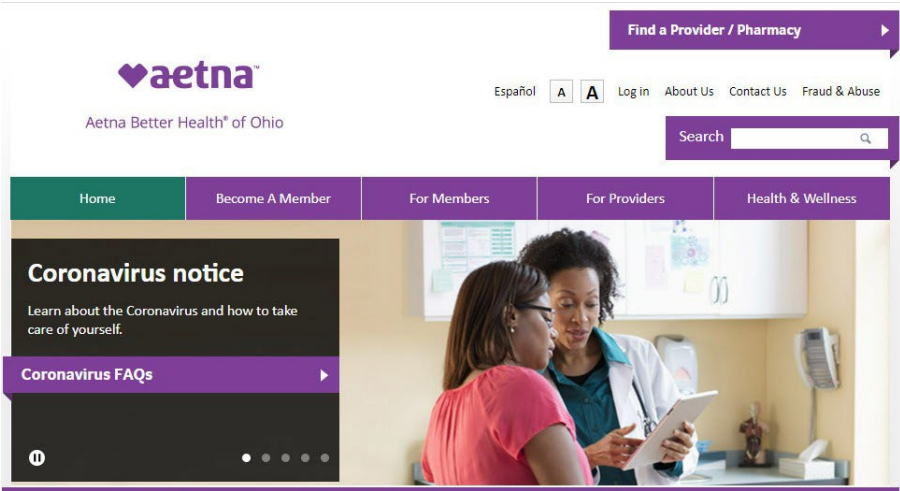 Find a Provider / Pharmacy
aetna™
Aetna Better Health® of Ohio
Español A A Log in About Us Contact Us Fraud & Abuse
Search
Home Become A Member For Members For Providers Health & Wellness
Coronavirus notice
Learn about the Coronavirus and how to take
care of yourself.
Coronavirus FAQs